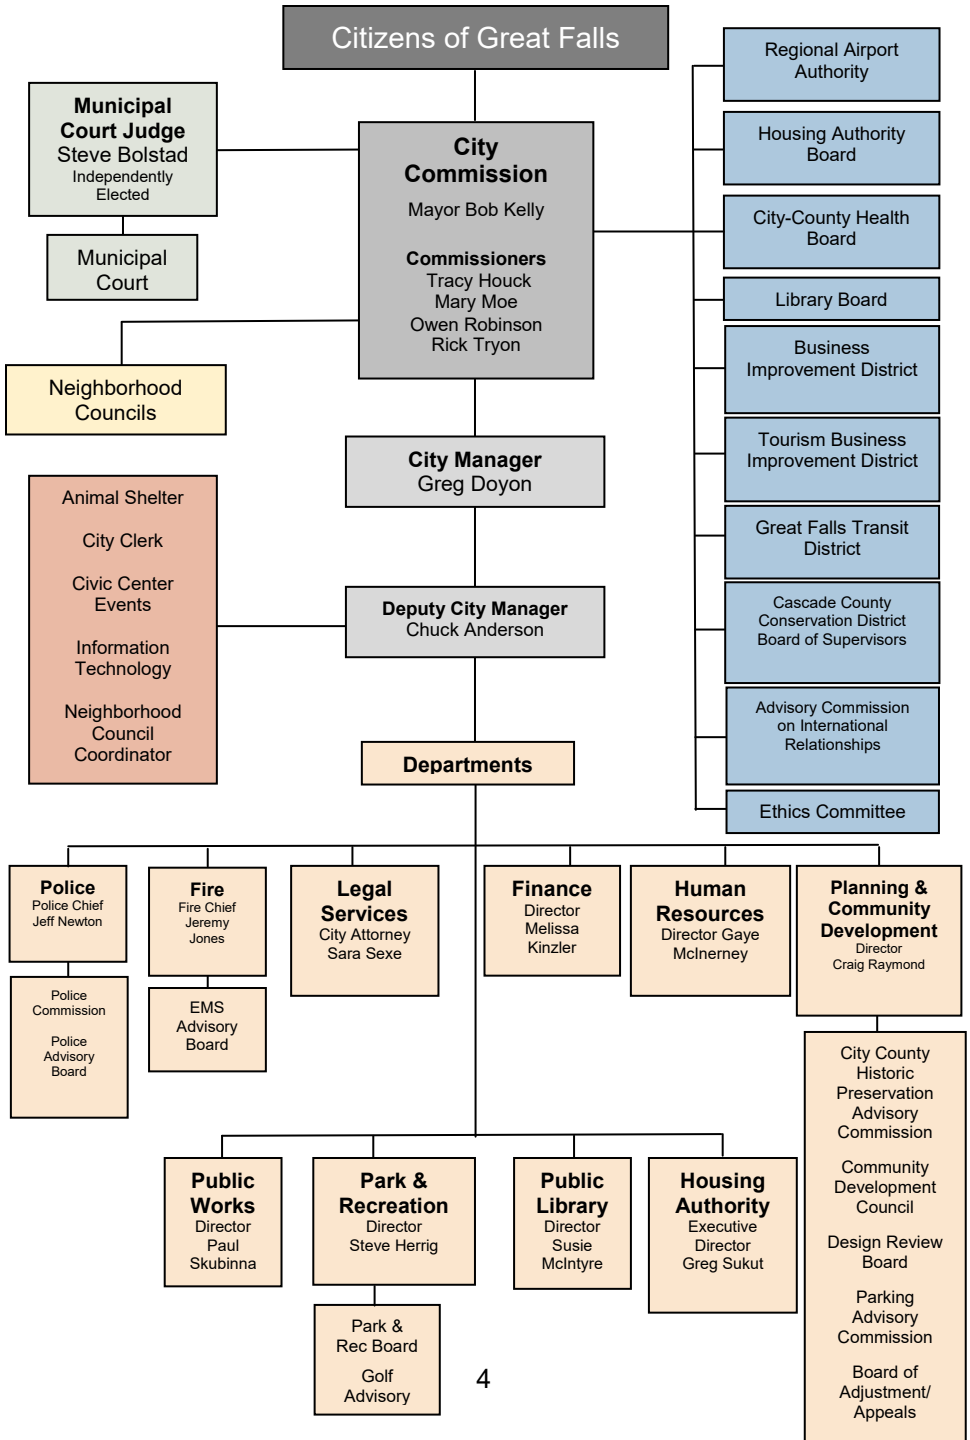 Citizens of Great Falls
Municipal
Court Judge
Steve Bolstad
Independently
Elected
Municipal
Court
Neighborhood
Councils
City
Commission
Mayor Bob Kelly
Commissioners
Tracy Houck
Mary Moe
Owen Robinson
Rick Tryon
Regional Airport
Authority
Housing Authority
Board
City-County Health
Board
Library Board
Business
Improvement District
Tourism Business
Improvement District
Great Falls Transit
District
Cascade County
Conservation District
Board of Supervisors
Advisory Commission
on International
Relationships
Ethics Committee
City Manager
Greg Doyon
Deputy City Manager
Chuck Anderson
Animal Shelter
City Clerk
Civic Center
Events
Information
Technology
Neighborhood
Council
Coordinator
Departments
Police
Police Chief
Jeff Newton
Police
Commission
Police
Advisory
Board
Fire
Fire Chief
Jeremy
Jones
EMS
Advisory
Board
Legal
Services
City Attorney
Sara Sexe
Finance
Director
Melissa
Kinzler
Human
Resources
Director Gaye
McInerney
Planning &
Community
Development
Director
Craig Raymond
City County
Historic
Preservation
Advisory
Commission
Community
Development
Council
Design Review
Board
Parking
Advisory
Commission
Board of
Adjustment/
Appeals
Public
Works
Director
Paul
Skubinna
Park &
Recreation
Director
Steve Herrig
Park &
Rec Board
Golf
Advisory
Public
Library
Director
Susie
McIntyre
Housing
Authority
Executive
Director
Greg Sukut
4